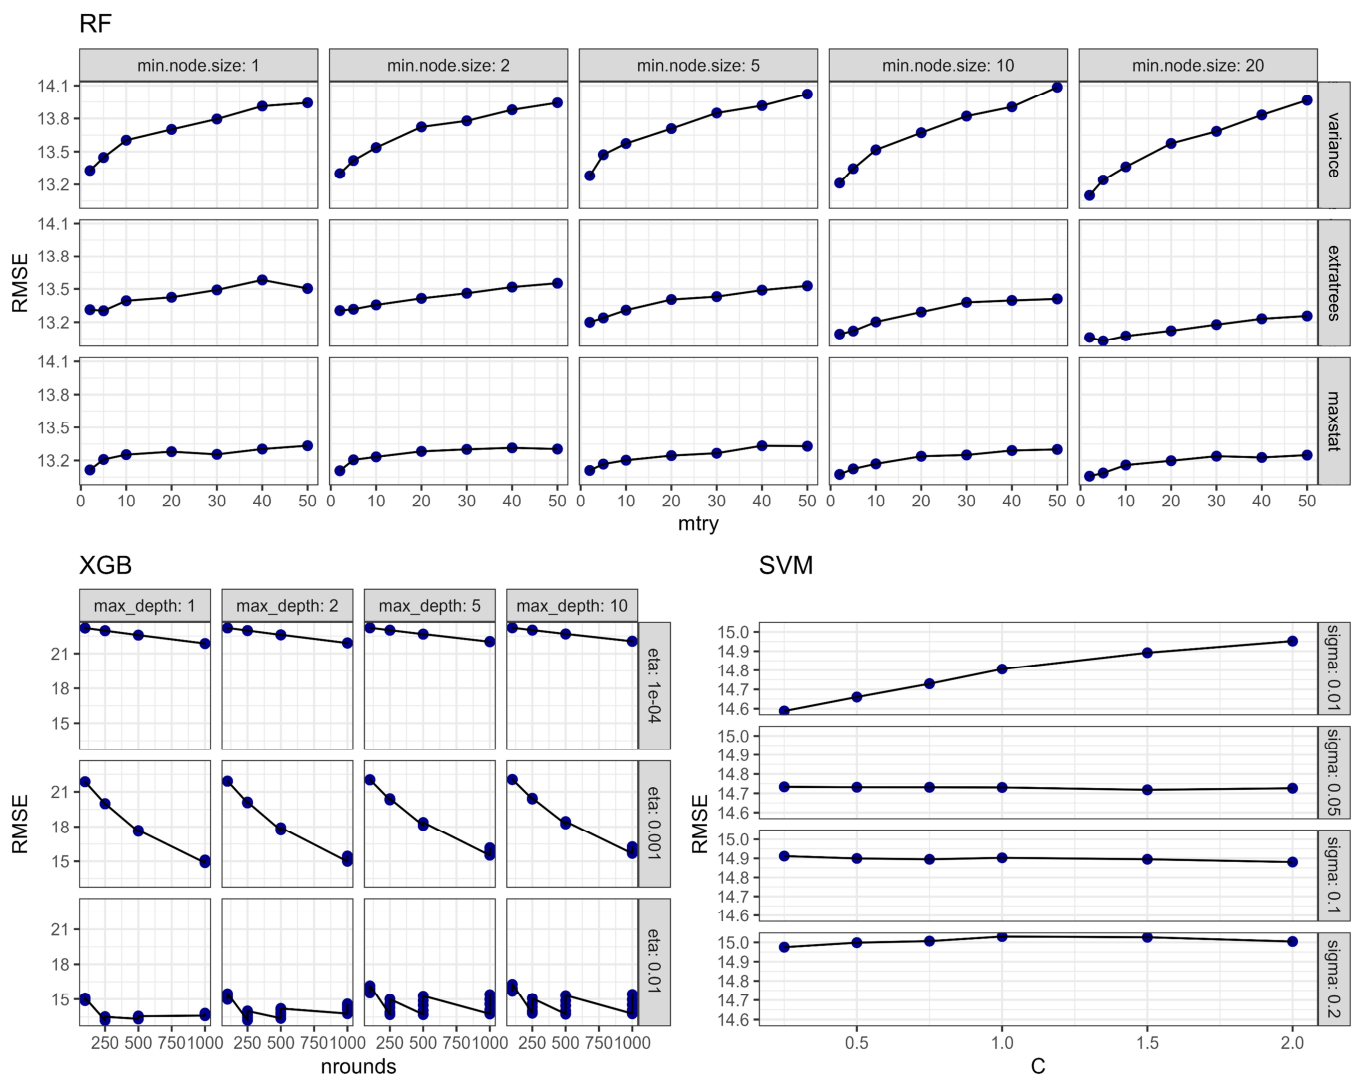 RF
min.node.size: 1 min.node.size: 2 min.node.size: 5 min.node.size: 10 min.node.size: 20
14.1
13.8
13.5
13.2
variance
14.1
13.8
13.5
13.2
extratrees
RMSE
14.1
13.8
13.5
13.2
maxstat
0 10 20 30 40 50 0 10 20 30 40 50 0 10 20 30 40 50 0 10 20 30 40 50 0 10 20 30 40 50
mtry
XGB
max_depth: 1 max_depth: 2 max_depth: 5 max_depth: 10
21
18
15
eta: 1e-04
21
18
15
eta: 0.001
RMSE
21
18
15
eta: 0.01
250 500 750 1000 250 500 750 1000 250 500 750 1000 250 500 750 1000
nrounds
SVM
15.0
14.9
14.8
14.7
14.6
sigma: 0.01
15.0
14.9
14.8
14.7
14.6
sigma: 0.05
RMSE
15.0
14.9
14.8
14.7
14.6
sigma: 0.1
15.0
14.9
14.8
14.7
14.6
sigma: 0.2
0.5 1.0 1.5 2.0
C